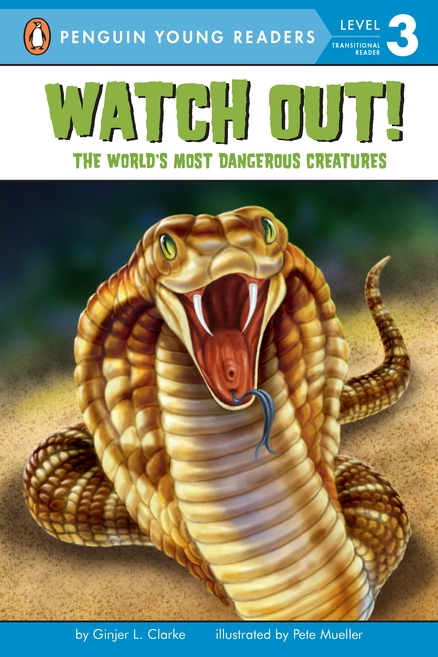 PENGUIN YOUNG READERS
LEVEL 3
TRANSITIONAL
READER
WATCH OUT!
THE WORLD'S MOST DANGEROUS CREATURES
by Ginjer L. Clarke illustrated by Pete Mueller